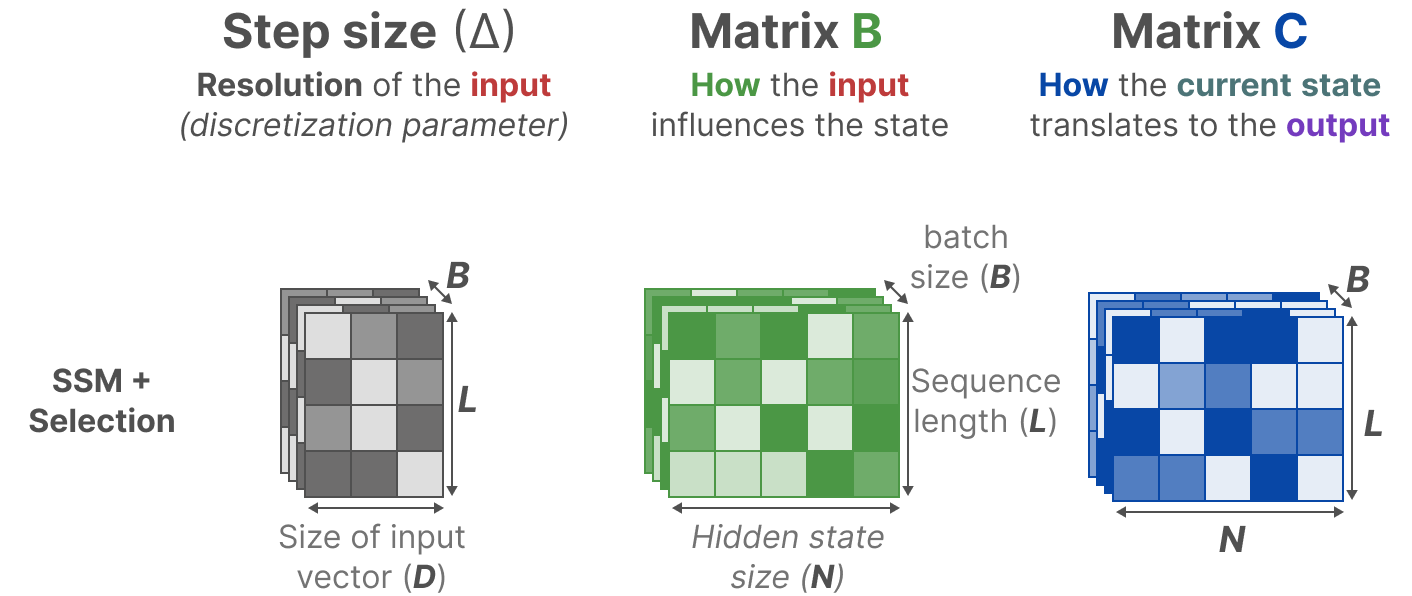 Step size (Δ)
Resolution of the input
(discretization parameter)
Matrix B
How the input
influences the state
Matrix C
How the current state
translates to the output
SSM +
Selection
B
L
Size of input
vector (D)
batch
size (B)
Sequence
length (L)
Hidden state
size (N)
B
L
N